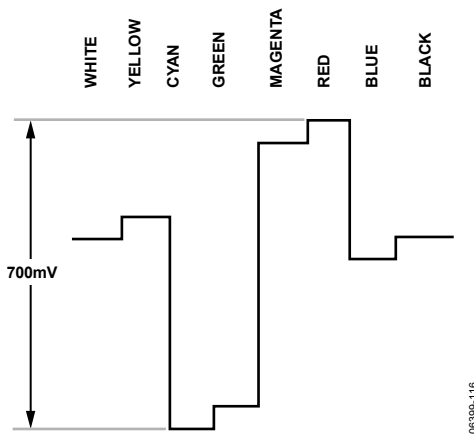 WHITE
YELLOW
CYAN
GREEN
MAGENTA
RED
BLUE
BLACK
700mV
06399-116